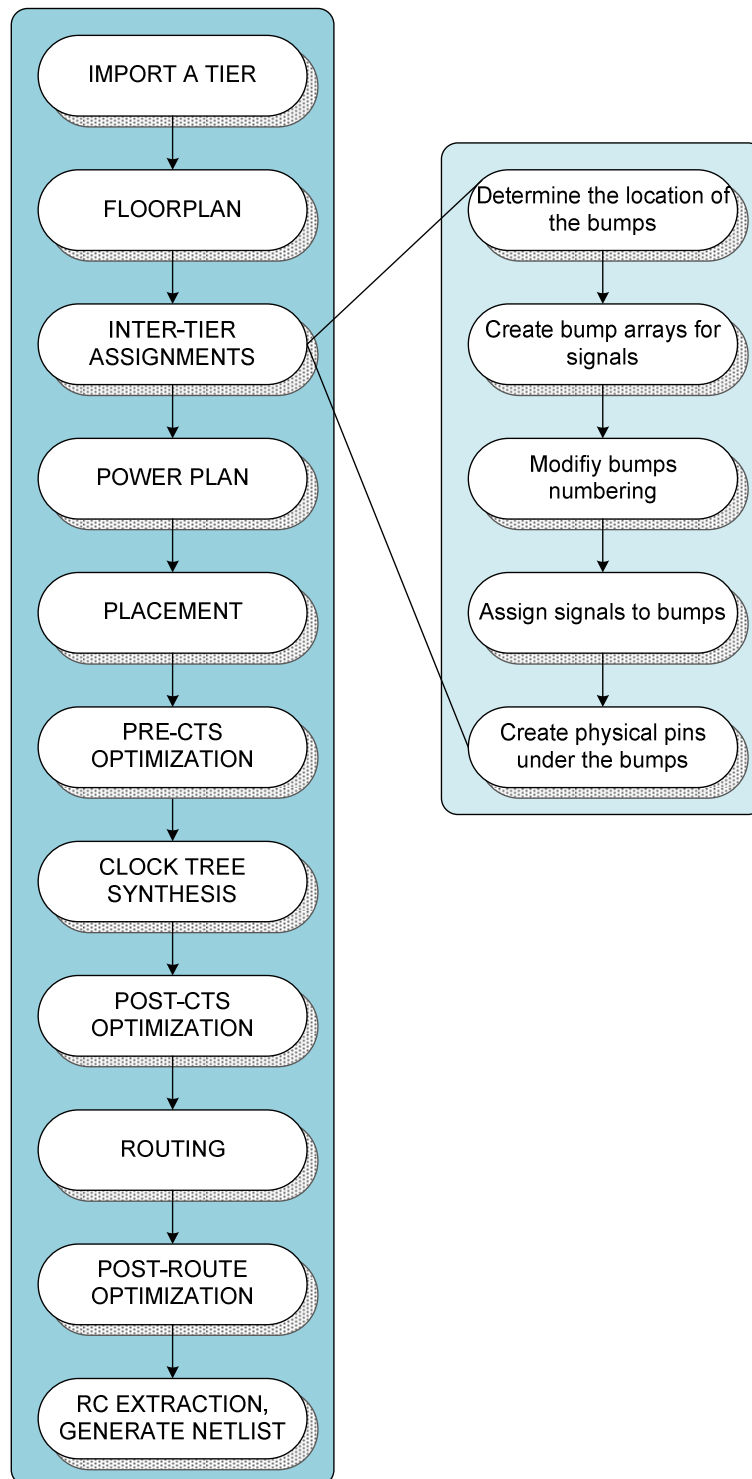 IMPORT A TIER
FLOORPLAN
INTER-TIER
ASSIGNMENTS
POWER PLAN
PLACEMENT
PRE-CTS
OPTIMIZATION
CLOCK TREE
SYNTHESIS
POST-CTS
OPTIMIZATION
ROUTING
POST-ROUTE
OPTIMIZATION
RC EXTRACTION,
GENERATE NETLIST
Determine the location of
the bumps
Create bump arrays for
signals
Modifiy bumps
numbering
Assign signals to bumps
Create physical pins
under the bumps